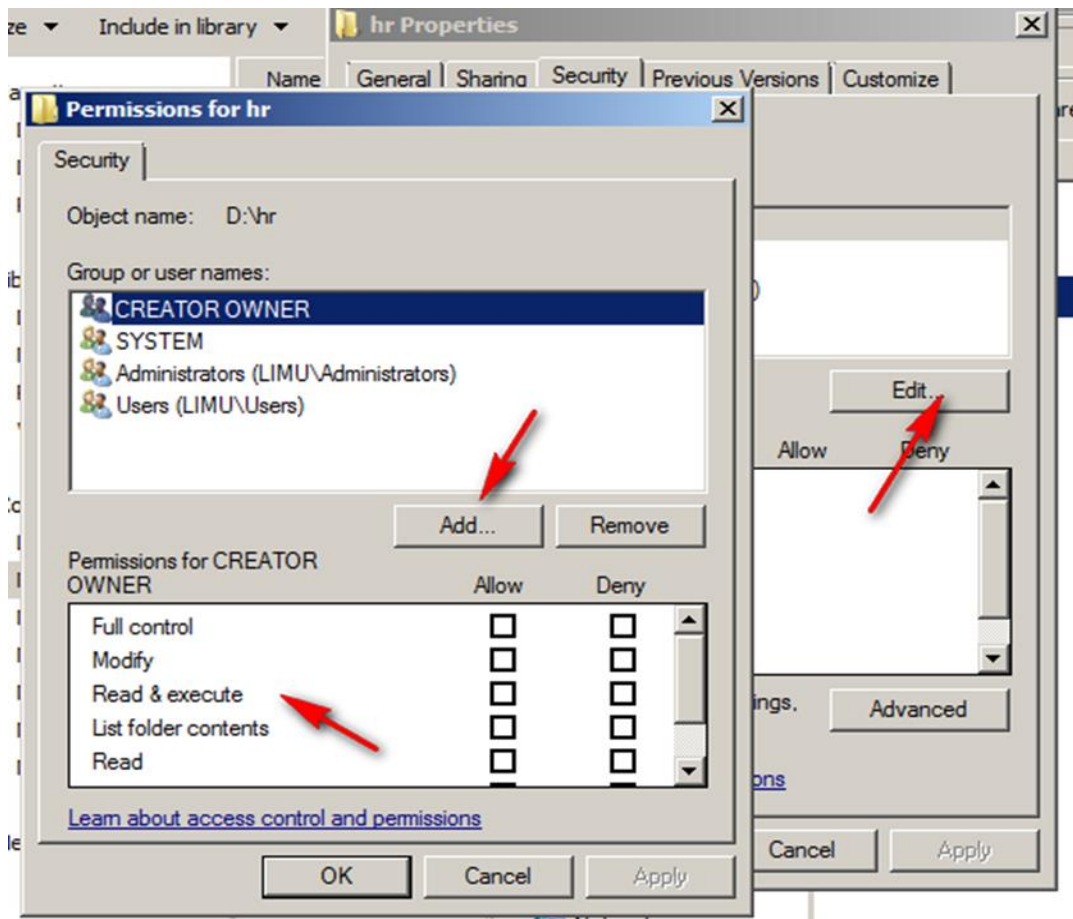 ze Include in library
hr Properties
Name
General Sharing Security Previous Versions Customize
Permissions for hr
Security
Object name: D:\hr
Group or user names:
CREATOR OWNER
SYSTEM
Administrators (LIMU\Administrators)
Users (LIMU\Users)
Edit...
Allow Deny
Add... Remove
Permissions for CREATOR
OWNER Allow Deny
Full control
Modify
Read & execute
List folder contents
Read
ings, Advanced
Learn about access control and permissions
ons
OK Cancel Apply
Cancel Apply